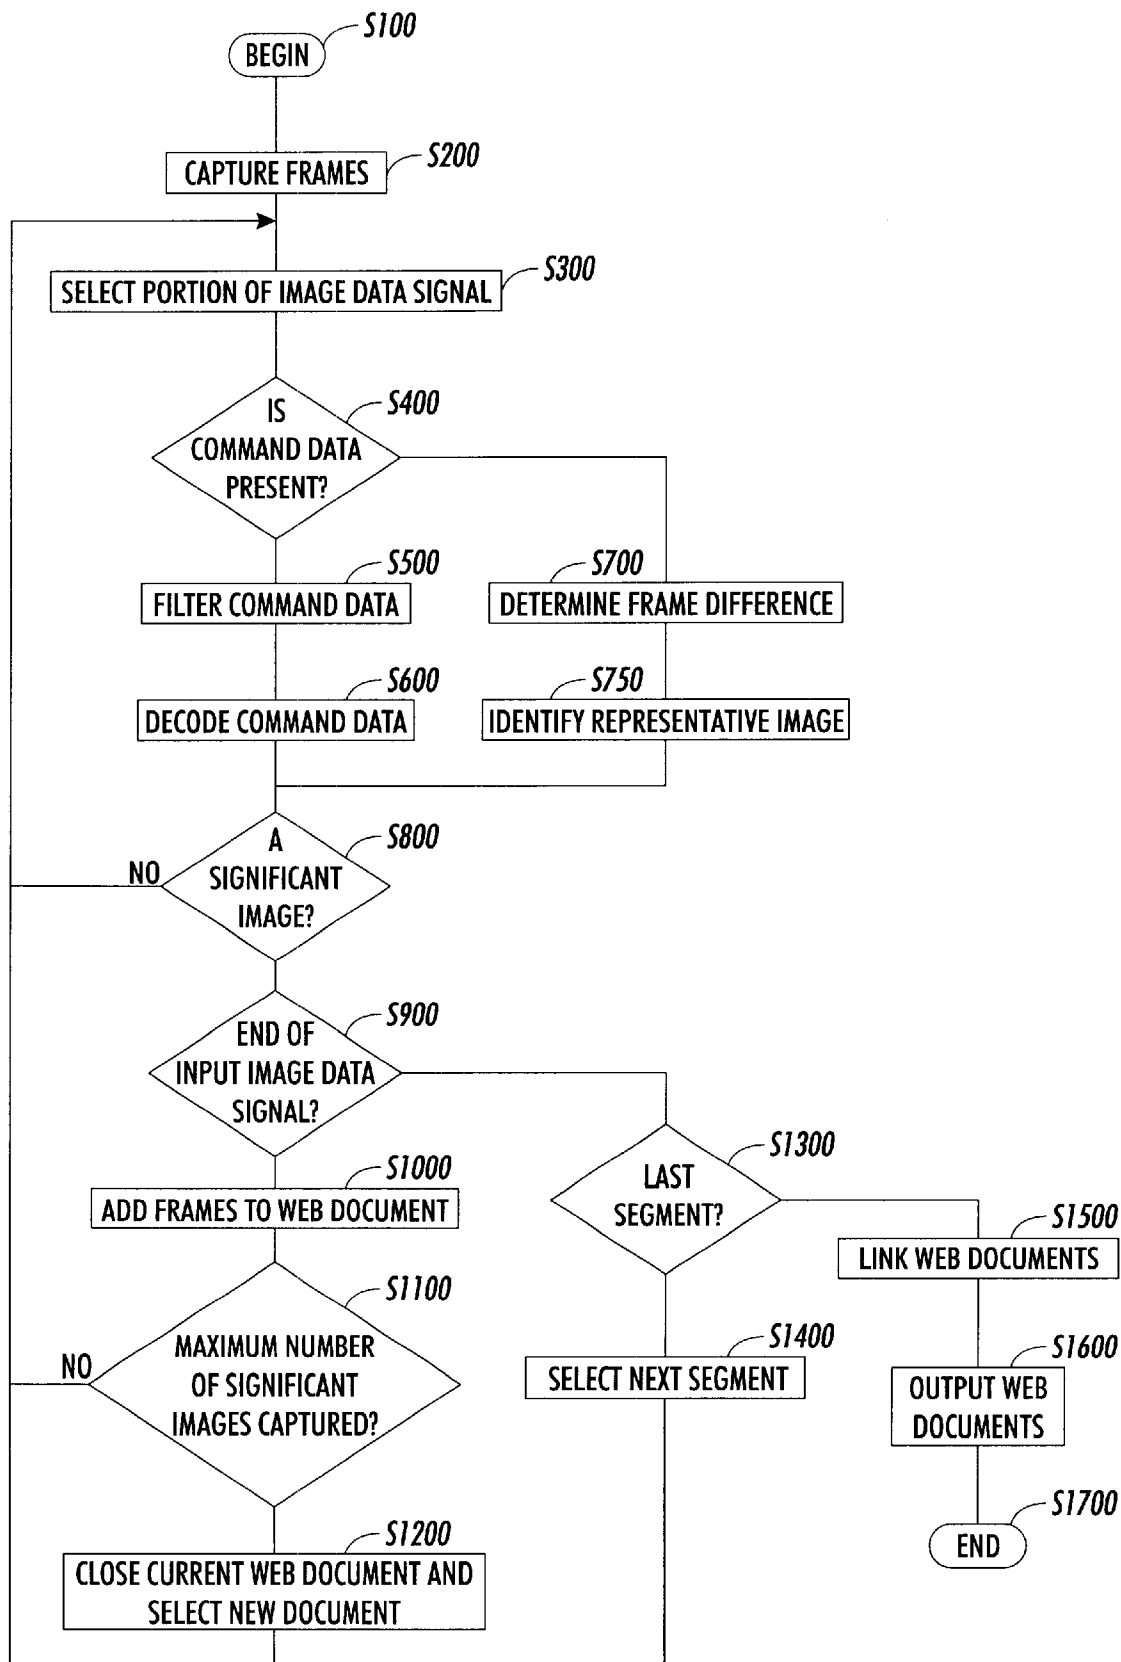 S100
BEGIN
S200
CAPTURE FRAMES
S300
SELECT PORTION OF IMAGE DATA SIGNAL
S400
IS
COMMAND DATA
PRESENT?
S500
FILTER COMMAND DATA
S700
DETERMINE FRAME DIFFERENCE
S600
DECODE COMMAND DATA
S750
IDENTIFY REPRESENTATIVE IMAGE
S800
A
SIGNIFICANT
IMAGE?
NO
S900
END OF
INPUT IMAGE DATA
SIGNAL?
S1000
ADD FRAMES TO WEB DOCUMENT
S1300
LAST
SEGMENT?
S1500
LINK WEB DOCUMENTS
S1100
MAXIMUM NUMBER
OF SIGNIFICANT
IMAGES CAPTURED?
NO
S1400
SELECT NEXT SEGMENT
S1600
OUTPUT WEB
DOCUMENTS
S1200
CLOSE CURRENT WEB DOCUMENT AND
SELECT NEW DOCUMENT
S1700
END